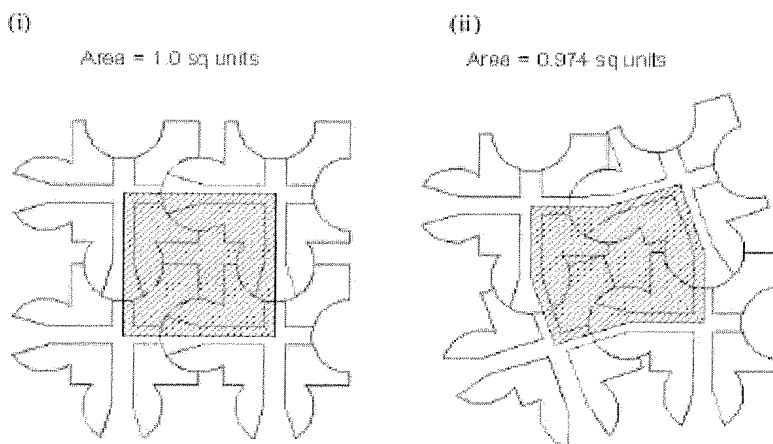 (i)
(ii)
Area = 1.0 sq units
Area = 0.974 sq units